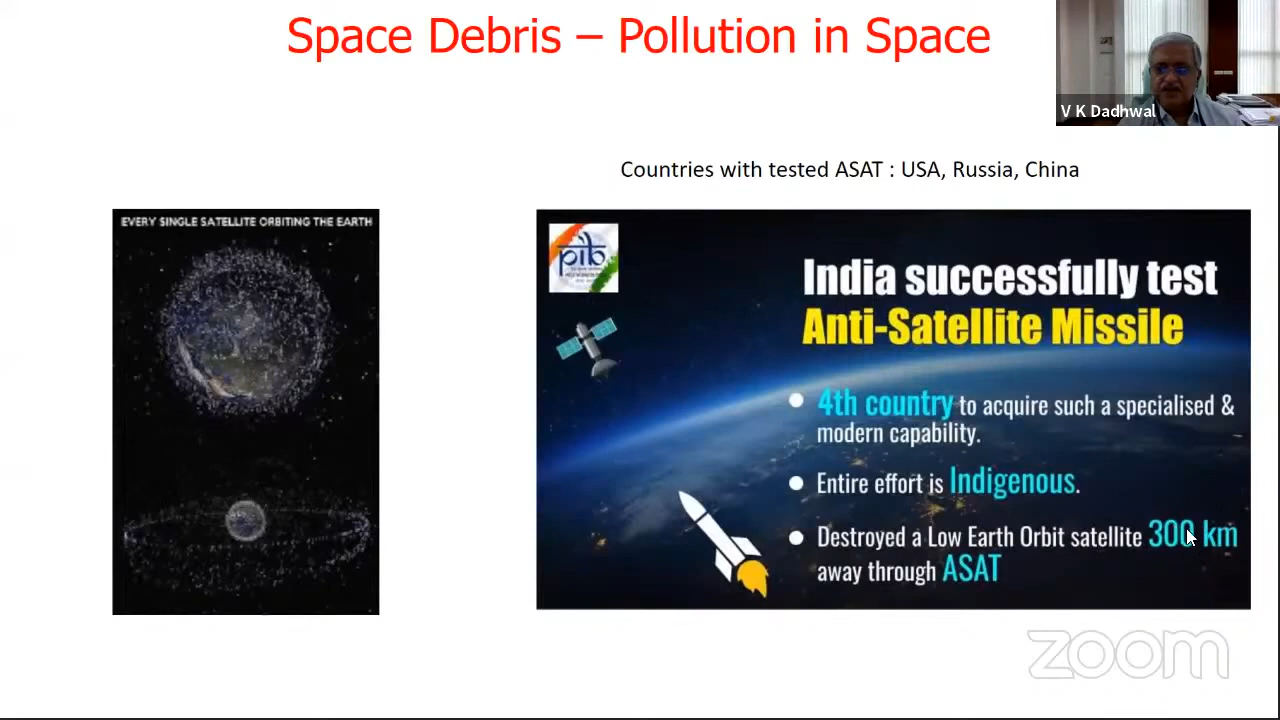 Space Debris – Pollution in Space
V K Dadhwal
Countries with tested ASAT : USA, Russia, China
EVERY SINGLE SATELLITE ORBITING THE EARTH
pib
India successfully test
Anti-Satellite Missile
4th country to acquire such a specialised &
modern capability.
Entire effort is Indigenous.
Destroyed a Low Earth Orbit satellite 300 km
away through ASAT
zoom